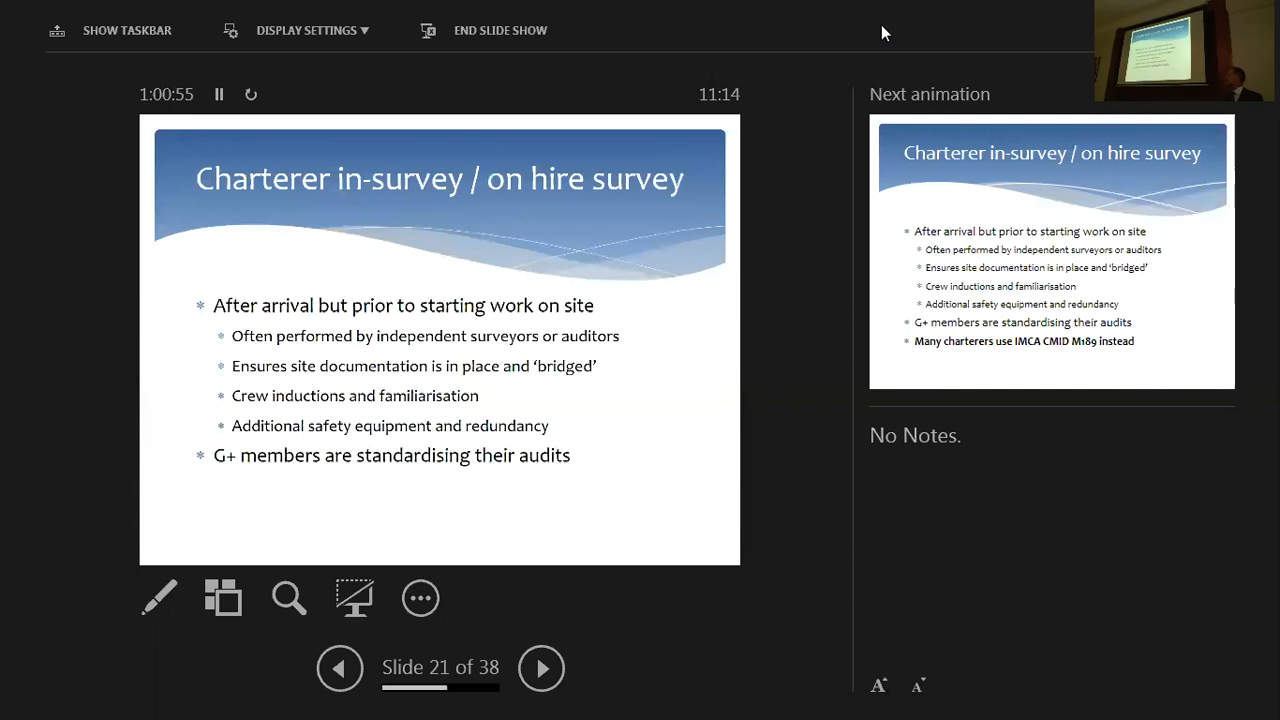 SHOW TASKBAR
DISPLAY SETTINGS ▼
END SLIDE SHOW
1:00:55
11:14
Charterer in-survey / on hire survey
* After arrival but prior to starting work on site
* Often performed by independent surveyors or auditors
* Ensures site documentation is in place and ‘bridged’
* Crew inductions and familiarisation
* Additional safety equipment and redundancy
* G+ members are standardising their audits
Slide 21 of 38
Next animation
Charterer in-survey / on hire survey
* After arrival but prior to starting work on site
* Often performed by independent surveyors or auditors
* Ensures site documentation is in place and ‘bridged’
* Crew inductions and familiarisation
* Additional safety equipment and redundancy
* G+ members are standardising their audits
* Many charterers use IMCA CMID M189 instead
No Notes.
A A